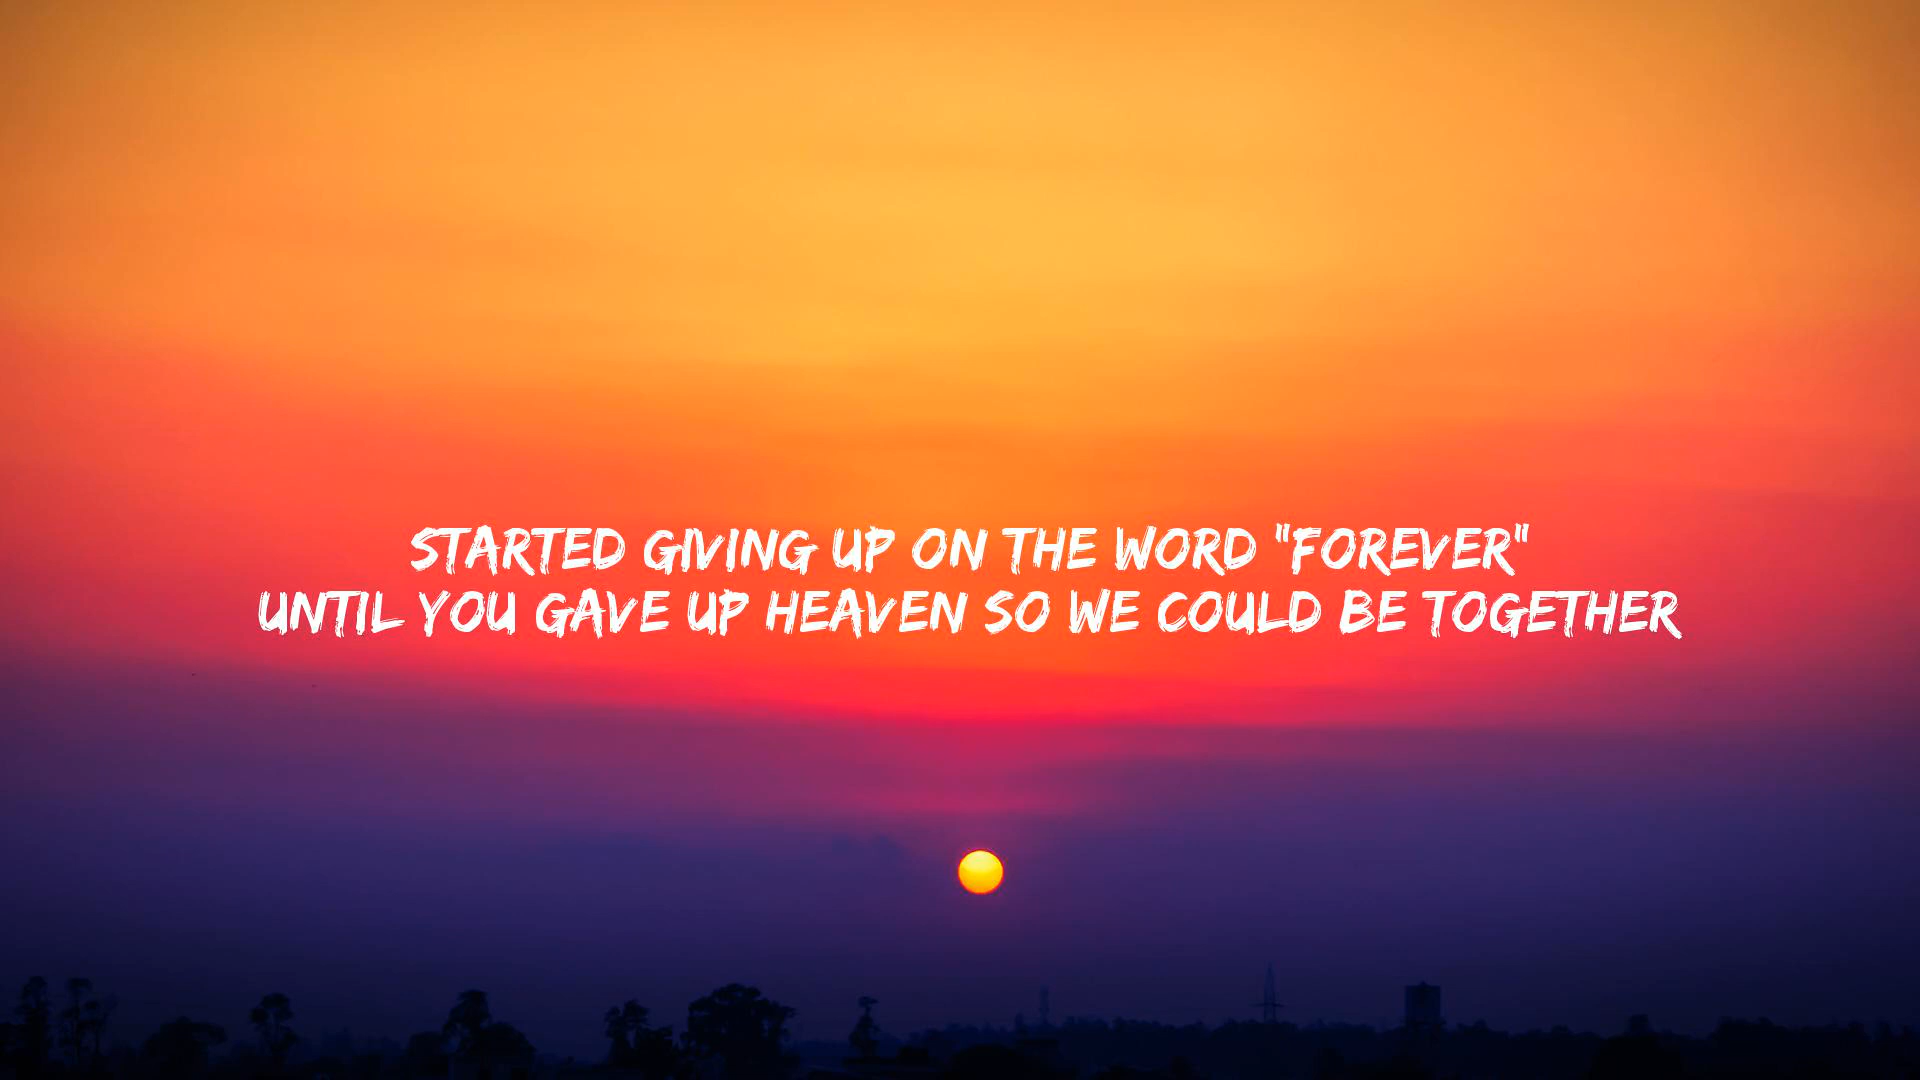 STARTED GIVING UP ON THE WORD "FOREVER"
UNTIL YOU GAVE UP HEAVEN SO WE COULD BE TOGETHER